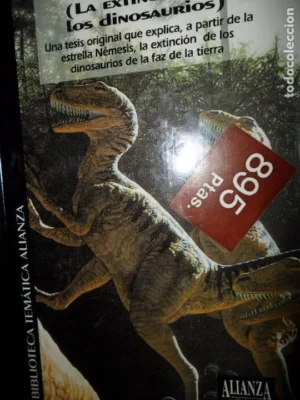 (LA EXTINCIÓN DE
LOS DINOSAURIOS)
Una tesis original que explica, a partir de la
estrella Némesis, la extinción de los
dinosaurios de la faz de la tierra
895
Ptas.
BIBLIOTECA TEMÁTICA ALIANZA
ALIANZA
todocoleccion